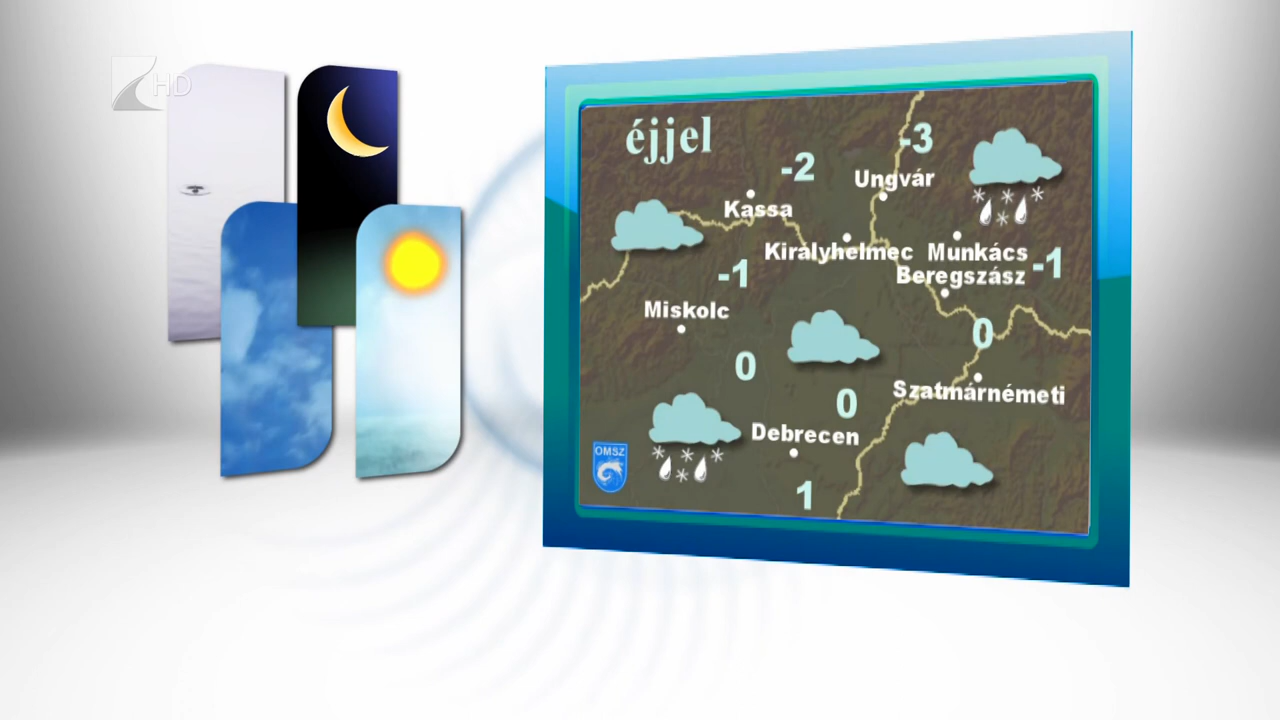 HD
éjjel
-3
-2
Ungvár
Kassa
Királyhelmec
Munkács
-1
Beregszász
-1
Miskolc
0
0
Szatmárnémeti
0
Debrecen
OMSZ
1